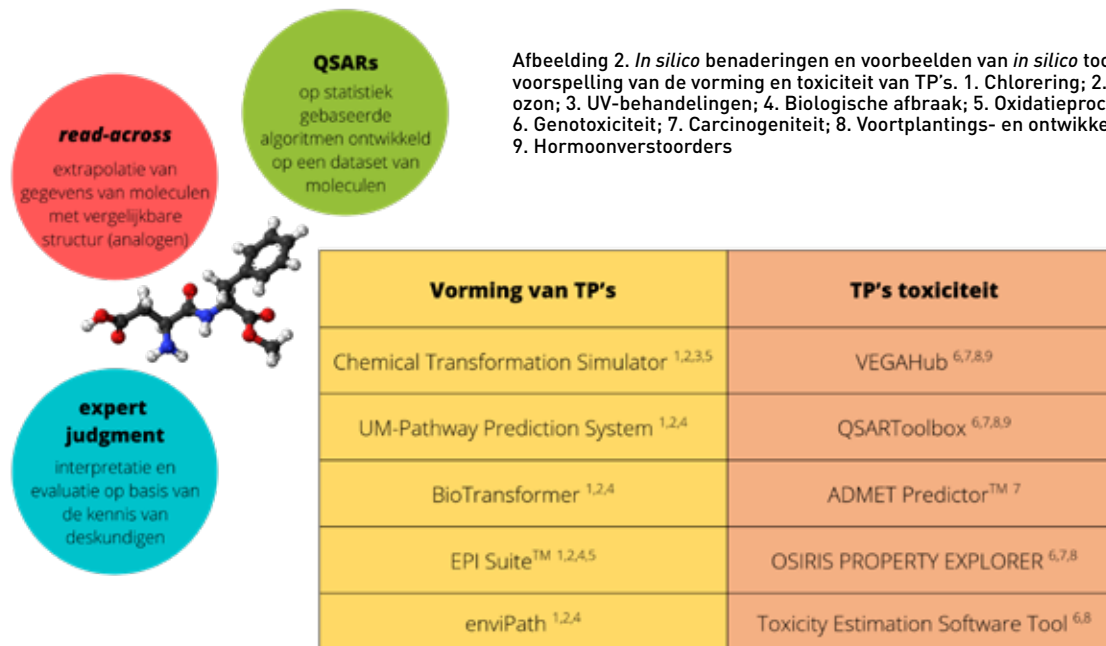 QSARs
op statistiek
gebaseerde
algoritmen ontwikkeld
op een dataset van
moleculen
read-across
extrapolatie van
gegevens van moleculen
met vergelijkbare
structur (analogen)
expert
judgment
interpretatie en
evaluatie op basis van
de kennis van
deskundigen
Afbeelding 2. In silico benaderingen en voorbeelden van in silico
voorspelling van de vorming en toxiciteit van TP's. 1. Chlorering; 2.
ozon; 3. UV-behandelingen; 4. Biologische afbraak; 5.
6. Genotoxiciteit; 7. Carcinogeniteit; 8. Voortplantings- en
9. Hormoonverstoorders
Vorming van TP's TP's toxiciteit
Chemical Transformation Simulator 1,2,3,5 VEGAHub 6,7,8,9
UM-Pathway Prediction System 1,2,4 QSARToolbox 6,7,8,9
BioTransformer 1,2,4 ADMET Predictor™ 7
EPI Suite™ 1,2,4,5 OSIRIS PROPERTY EXPLORER 6,7,8
enviPath 1,2,4 Toxicity Estimation Software Tool 6,8